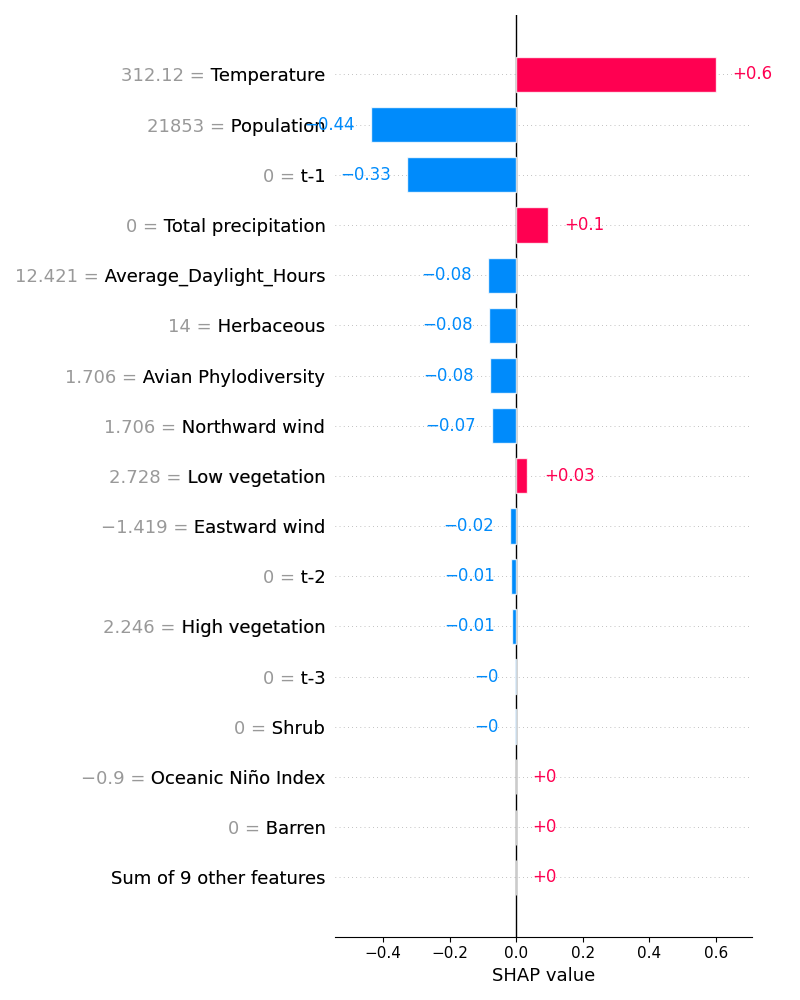 312.12 = Temperature +0.6
21853 = Population −0.44
0 = t-1 −0.33
0 = Total precipitation +0.1
12.421 = Average_Daylight_Hours −0.08
14 = Herbaceous −0.08
1.706 = Avian Phylodiversity −0.08
1.706 = Northward wind −0.07
2.728 = Low vegetation +0.03
−1.419 = Eastward wind −0.02
0 = t-2 −0.01
2.246 = High vegetation −0.01
0 = t-3 −0
0 = Shrub −0
−0.9 = Oceanic Niño Index +0
0 = Barren +0
Sum of 9 other features +0
−0.4 −0.2 0.0 0.2 0.4 0.6
SHAP value